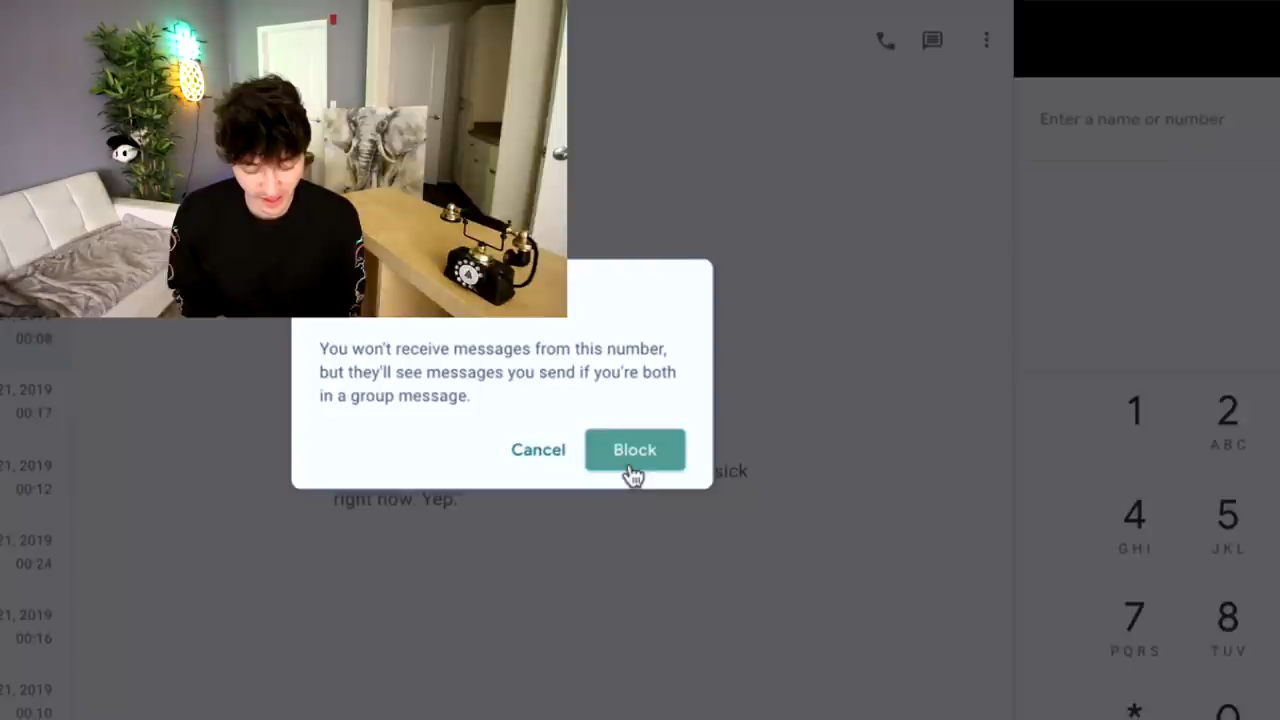 Enter a name or number
00:08
You won't receive messages from this number,
but they'll see messages you send if you're both
in a group message.
21, 2019
00:17
1
2
ABC
Cancel
Block
21, 2019
00:12
sick
right now. Yep."
4
GHI
5
JKL
21, 2019
00:24
21, 2019
00:16
7
PQRS
8
TUV
21, 2019
00:10
*
0